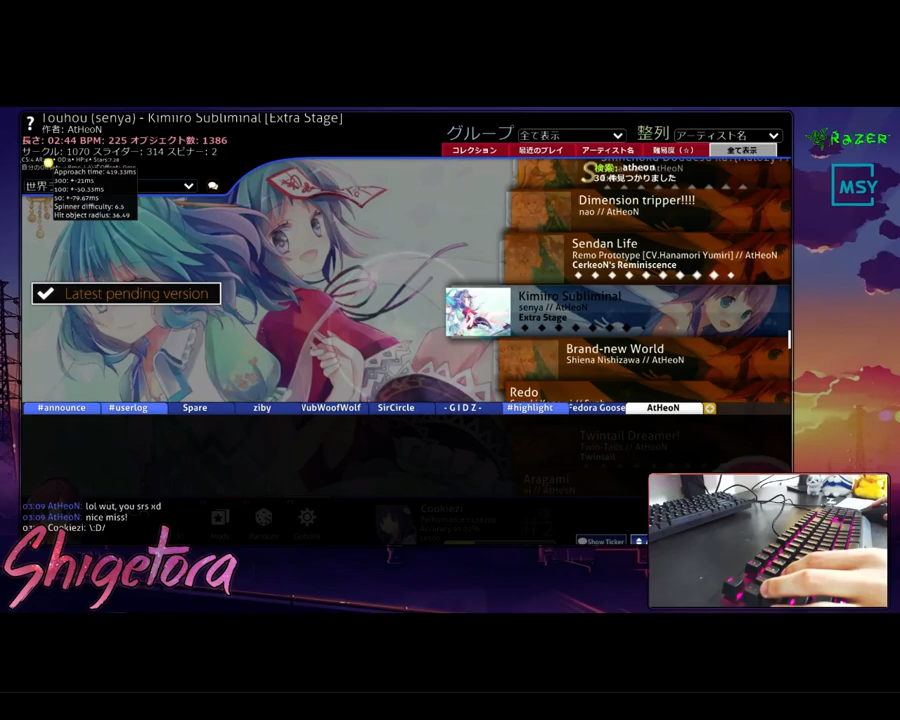 Touhou (senya) - Kimiiro Subliminal [Extra Stage]
作者: AtHeoN
長さ: 02:44 BPM: 225 オブジェクト数: 1386
サークル: 1070 スライダー: 314 スピナー: 2
Approach time: 419.33ms
300: +-21ms
100: +-50.33ms
50: +-79.67ms
Spinner difficulty: 6.5
Hit object radius: 36.49
世界
グループ 全て表示
整列 アーティスト名
コレクション 最近のプレイ アーティスト名 難易度 (☆) 全て表示
検索: atheon
30 件見つかりました
Dimension tripper!!!!
nao // AtHeoN
Sendan Life
Remo Prototype [CV.Hanamori Yumiri] // AtHeoN
CerkeoN's Reminiscence
Kimiiro Subliminal
senya // AtHeoN
Extra Stage
Brand-new World
Shiena Nishizawa // AtHeoN
Redo
Latest pending version
#announce #userlog Spare ziby WubWoofWolf SirCircle - G I D Z - #highlight Fedora Goose AtHeoN
Twintail Dreamer!
Twin-Tails // AtHeoN
Twintail
Aragami
Mods Random Options
Cookiezi
03:09 AtHeoN: lol wut, you srs xd
03:09 AtHeoN: nice miss!
Cookiezi: \:D/
Show Ticker
Shigetora
RAZER
MSY